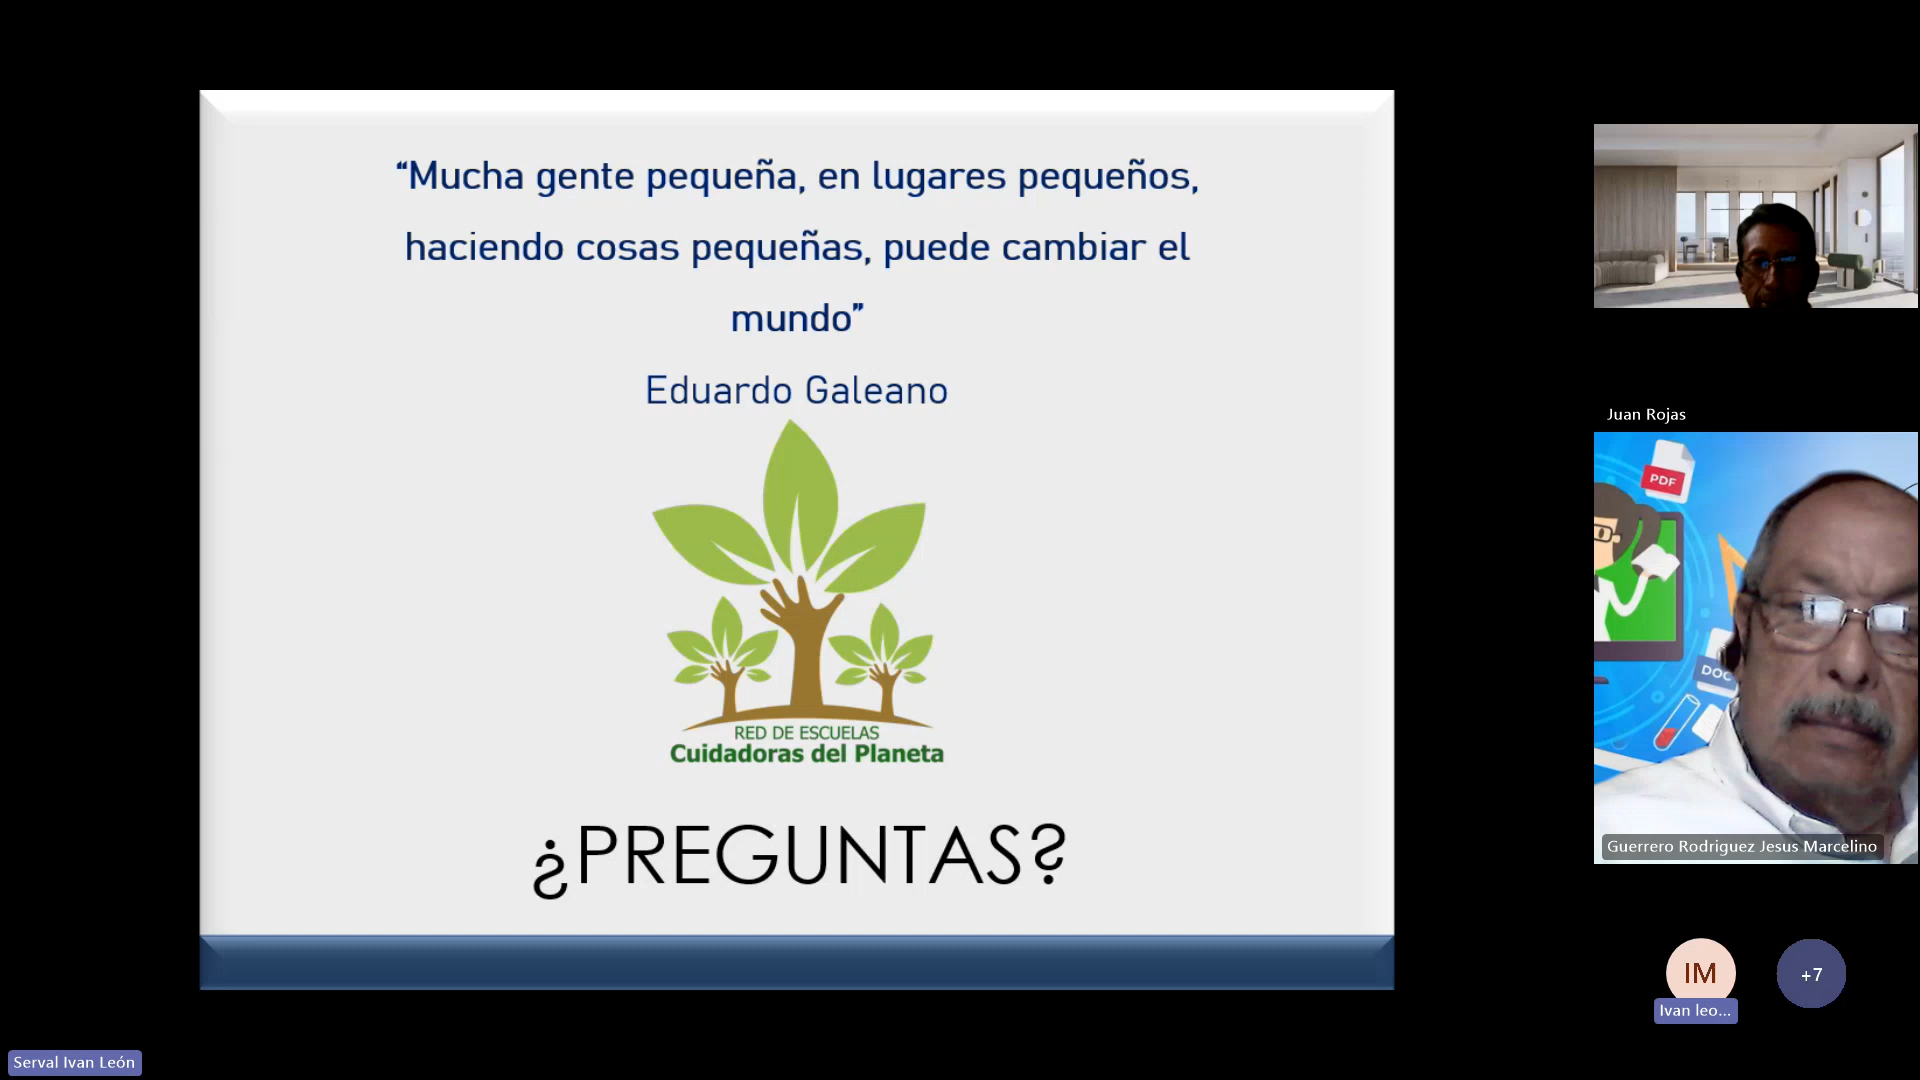 “Mucha gente pequeña, en lugares pequeños,
haciendo cosas pequeñas, puede cambiar el
mundo”
Eduardo Galeano
RED DE ESCUELAS
Cuidadoras del Planeta
¿PREGUNTAS?
Juan Rojas
PDF
DOC
Guerrero Rodriguez Jesus Marcelino
IM
+7
Ivan leo...
Serval Ivan León